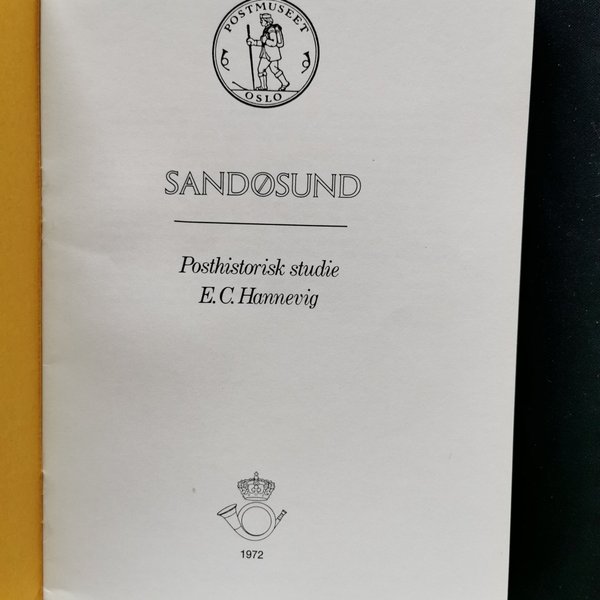 POSTMUSEET
OSLO
SANDØSUND
Posthistorisk studie
E. C. Hannevig
1972